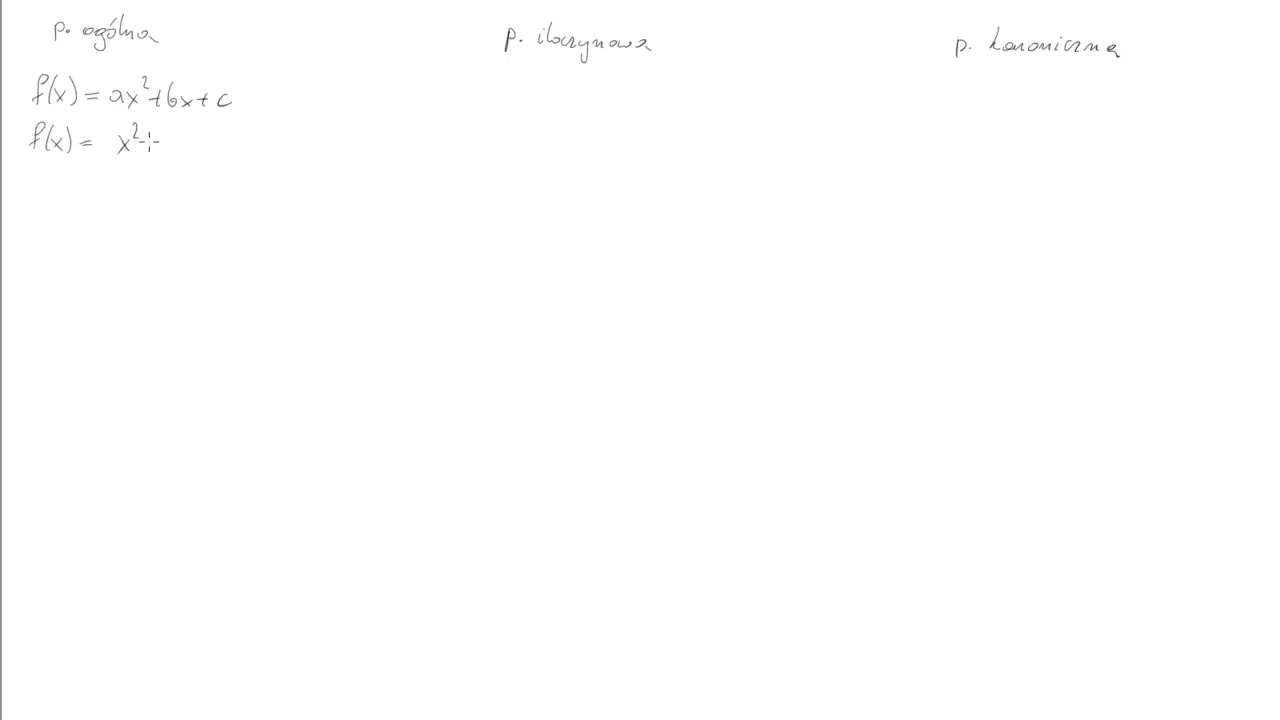 p. ogólna
p. iloczynowa
p. kanoniczna
f(x) = ax²+bx+c
f(x) = x²+